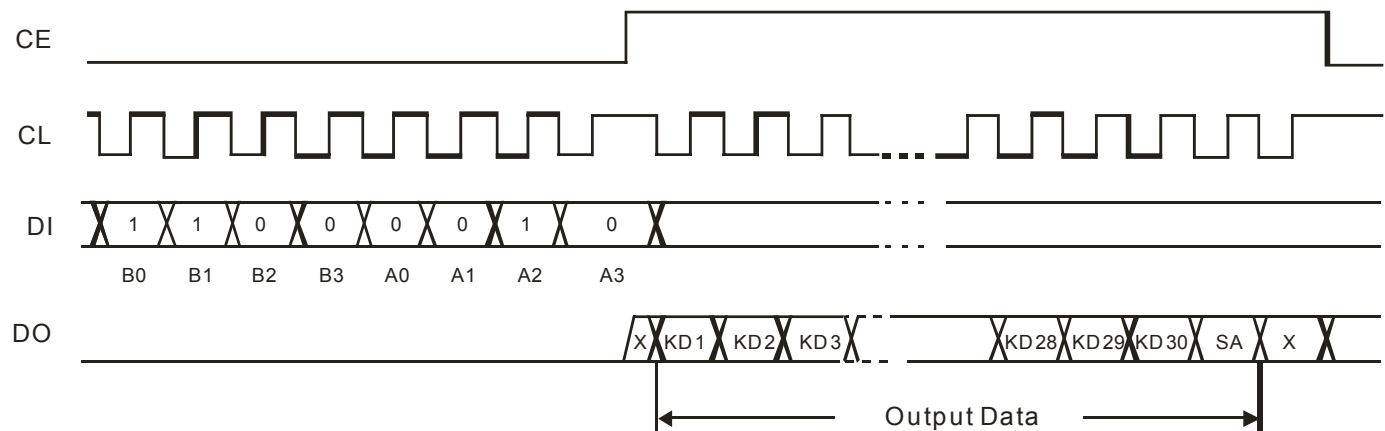 CE
CL
DI 1 1 0 0 0 0 1 0
B0 B1 B2 B3 A0 A1 A2 A3
DO X KD1 KD2 KD3 KD28 KD29 KD30 SA X
Output Data